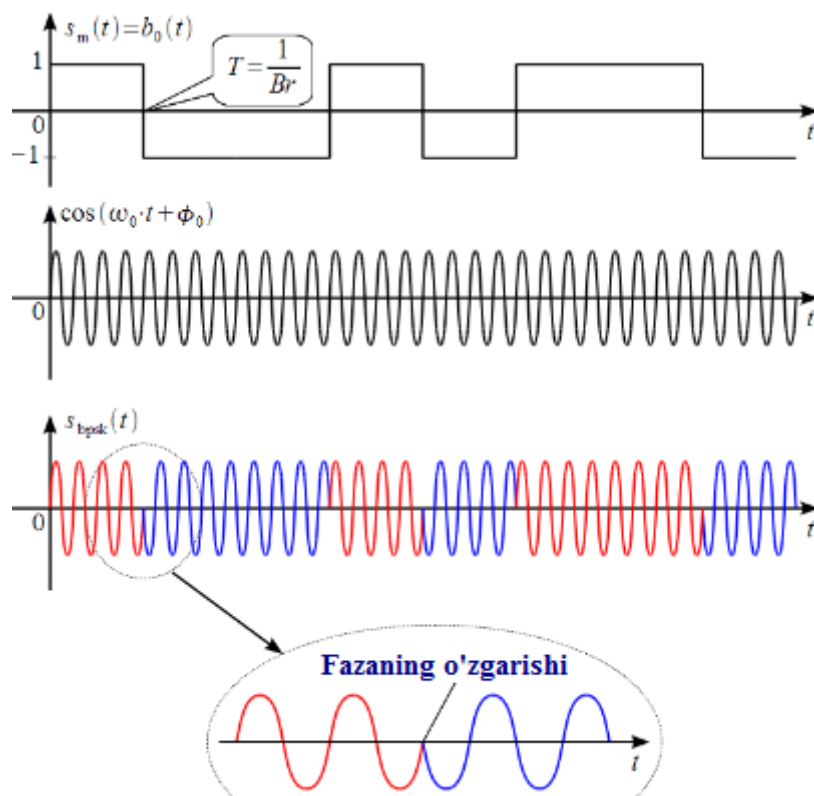 s_m(t)=b_0(t)
1
T=1/Br
0
t
−1
cos(ω_0·t+ϕ_0)
0
t
s_bpsk(t)
0
t
Fazaning o'zgarishi
t